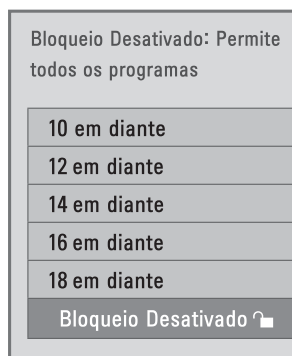 Bloqueio Desativado: Permite
todos os programas
10 em diante
12 em diante
14 em diante
16 em diante
18 em diante
Bloqueio Desativado